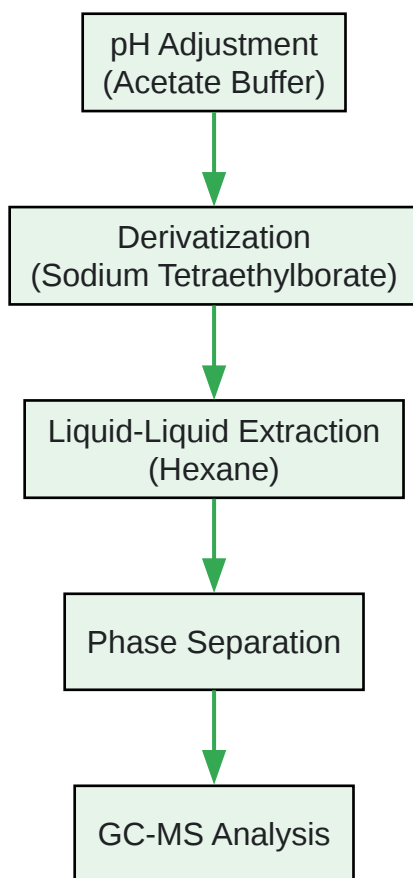 pH Adjustment
(Acetate Buffer)
Derivatization
(Sodium Tetraethylborate)
Liquid-Liquid Extraction
(Hexane)
Phase Separation
GC-MS Analysis